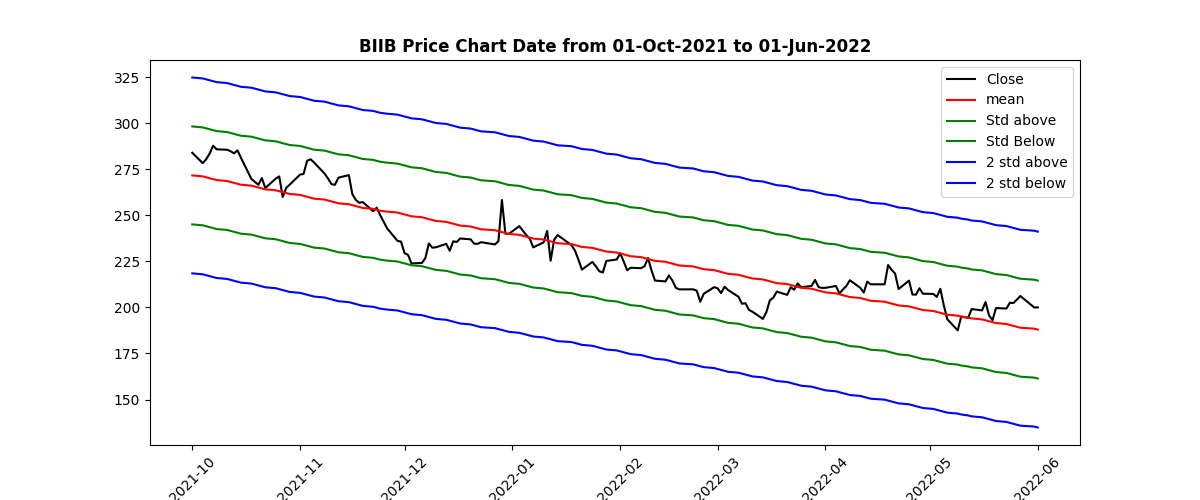 BIIB Price Chart Date from 01-Oct-2021 to 01-Jun-2022
325
300
275
250
225
200
175
150
Close
mean
Std above
Std Below
2 std above
2 std below
2021-10
2021-11
2021-12
2022-01
2022-02
2022-03
2022-04
2022-05
2022-06